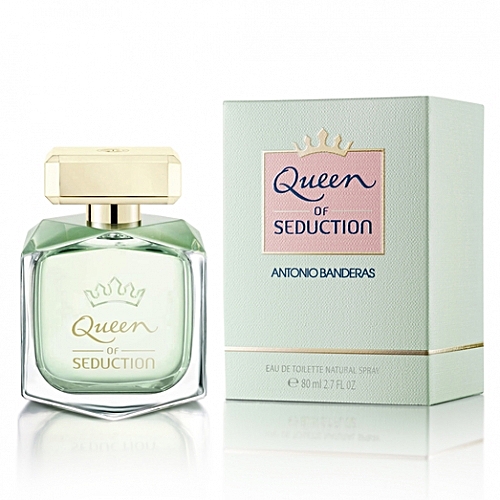 Queen
OF
SEDUCTION
Queen
OF
SEDUCTION
ANTONIO BANDERAS
EAU DE TOILETTE NATURAL SPRAY
℮ 80 ml 2.7 FL OZ